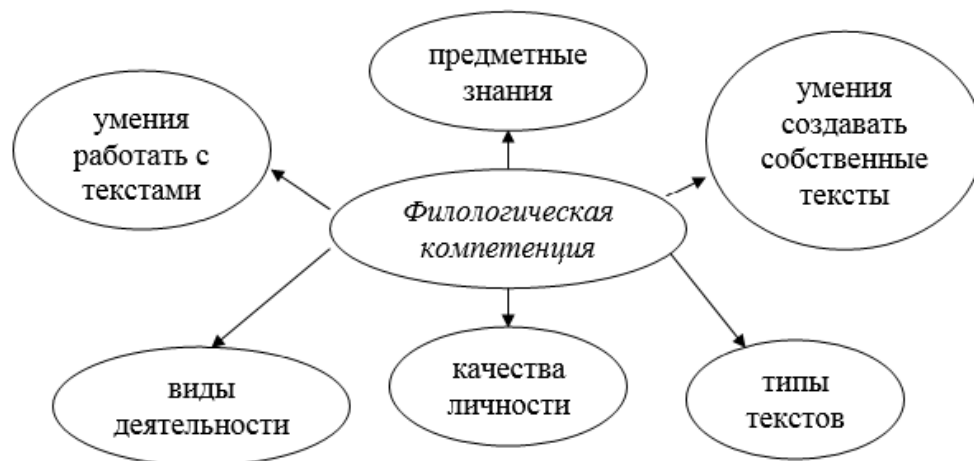 предметные
знания
умения
работать с
текстами
умения
создавать
собственные
тексты
Филологическая
компетенция
виды
деятельности
качества
личности
типы
текстов